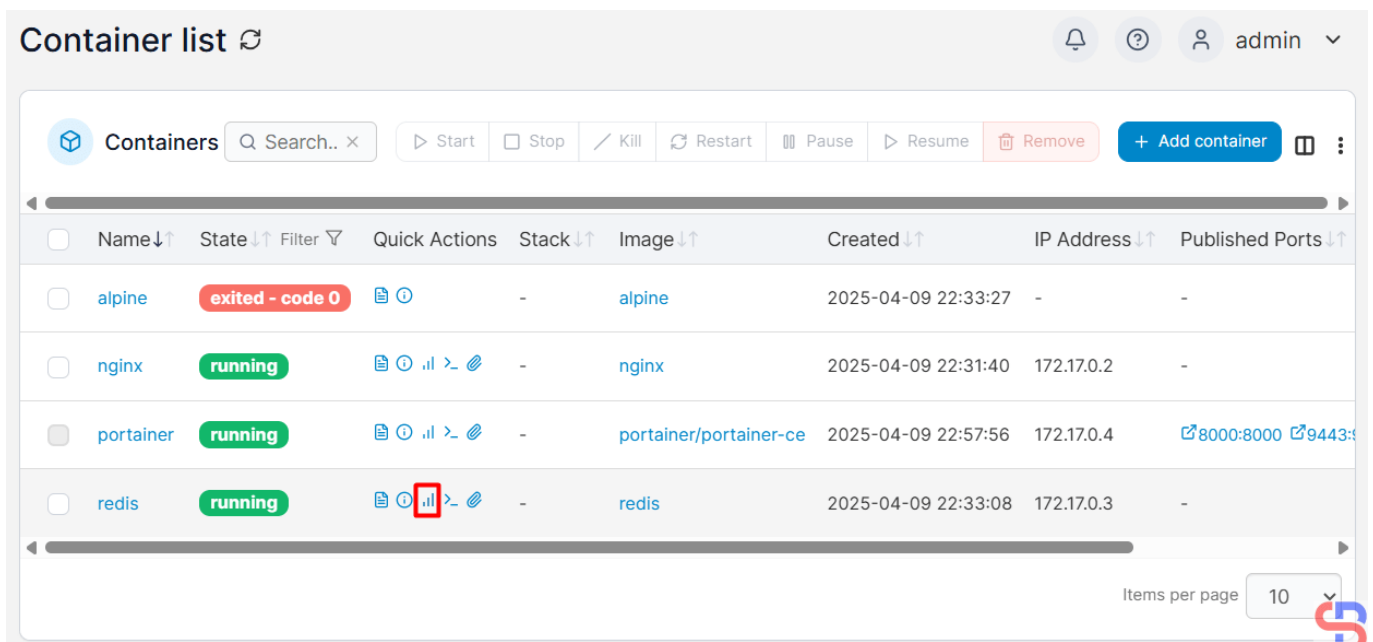 Container list
admin
Containers Search.. Start Stop Kill Restart Pause Resume Remove + Add container
Name State Filter Quick Actions Stack Image Created IP Address Published Ports
alpine exited - code 0 - alpine 2025-04-09 22:33:27 - -
nginx running - nginx 2025-04-09 22:31:40 172.17.0.2 -
portainer running - portainer/portainer-ce 2025-04-09 22:57:56 172.17.0.4 8000:8000 9443:
redis running - redis 2025-04-09 22:33:08 172.17.0.3 -
Items per page 10